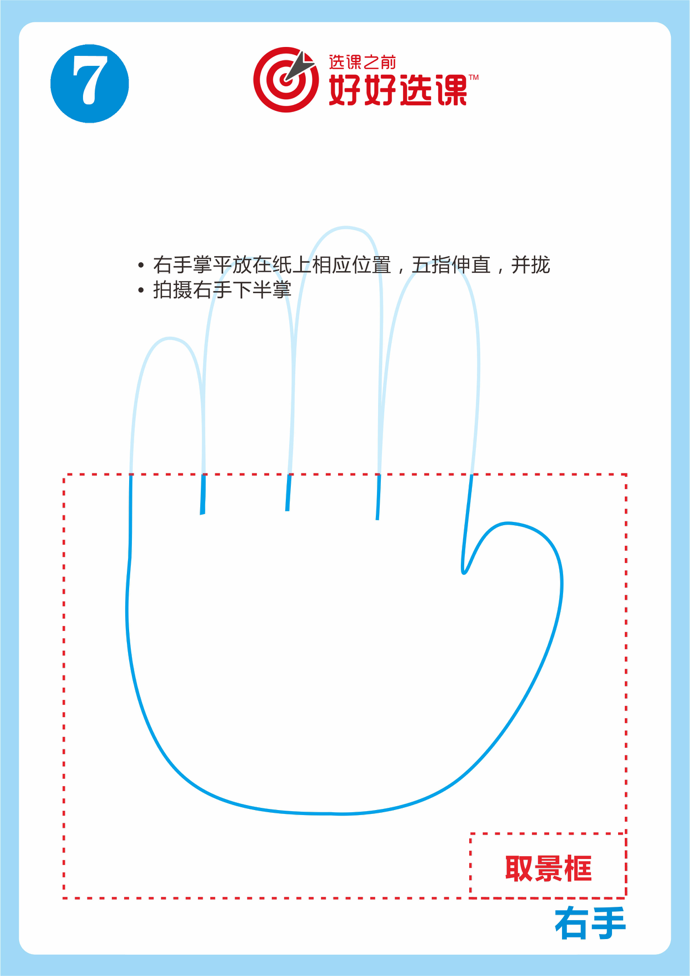 7
选课之前
好好选课™
• 右手掌平放在纸上相应位置，五指伸直，并拢
• 拍摄右手下半掌
取景框
右手